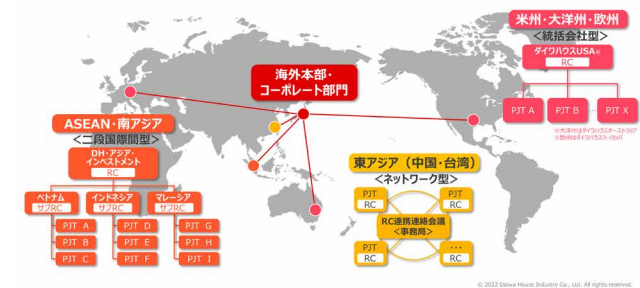 米州・大洋州・欧州
<統括会社型>
ダイワハウスUSA※
RC
PJT A
PJT B
…
PJT X
※大洋州はダイワハウスオーストラリア
※欧州はダイワハウスヨーロッパ
海外本部・
コーポレート部門
ASEAN・南アジア
<二段国際間型>
DH・アジア・
インベストメント
RC
ベトナム
サブRC
インドネシア
サブRC
マレーシア
サブRC
PJT A
PJT D
PJT G
PJT B
PJT E
PJT H
PJT C
PJT F
PJT I
東アジア（中国・台湾）
<ネットワーク型>
PJT
RC
PJT
RC
RC連携連絡会議
<事務局>
PJT
RC
…
RC
© 2022 Daiwa House Industry Co., Ltd. All rights reserved.